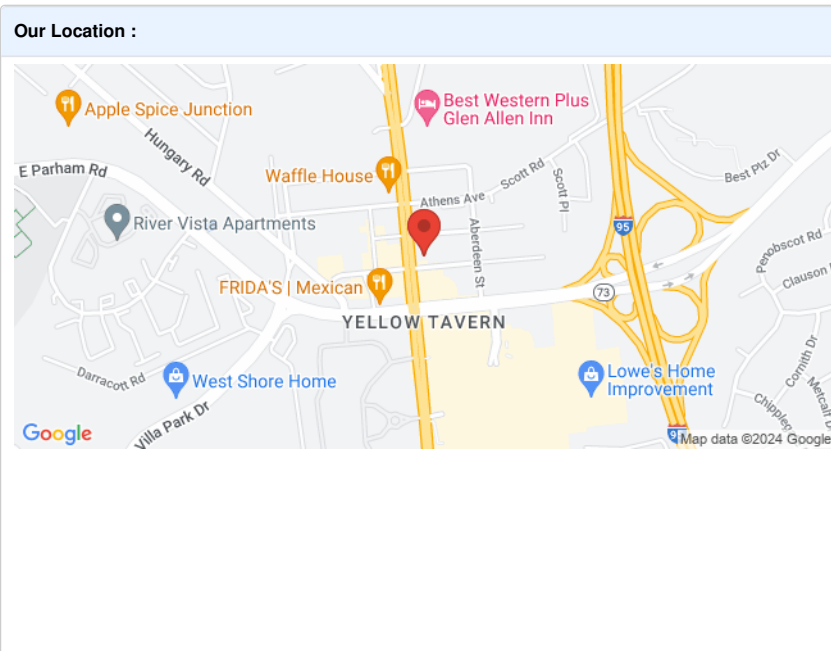 Our Location :
Apple Spice Junction
Best Western Plus
Glen Allen Inn
Hungary Rd
E Parham Rd
Waffle House
Scott Rd
Scott Pl
Best Plz Dr
Athens Ave
River Vista Apartments
Aberdeen St
95
Penobscot Rd
Clauson
FRIDA'S | Mexican
73
YELLOW TAVERN
Darracott Rd
West Shore Home
Lowe's Home
Improvement
Cornith Dr
Metcalf
Chippleg
Villa Park Dr
Google
Map data ©2024 Google